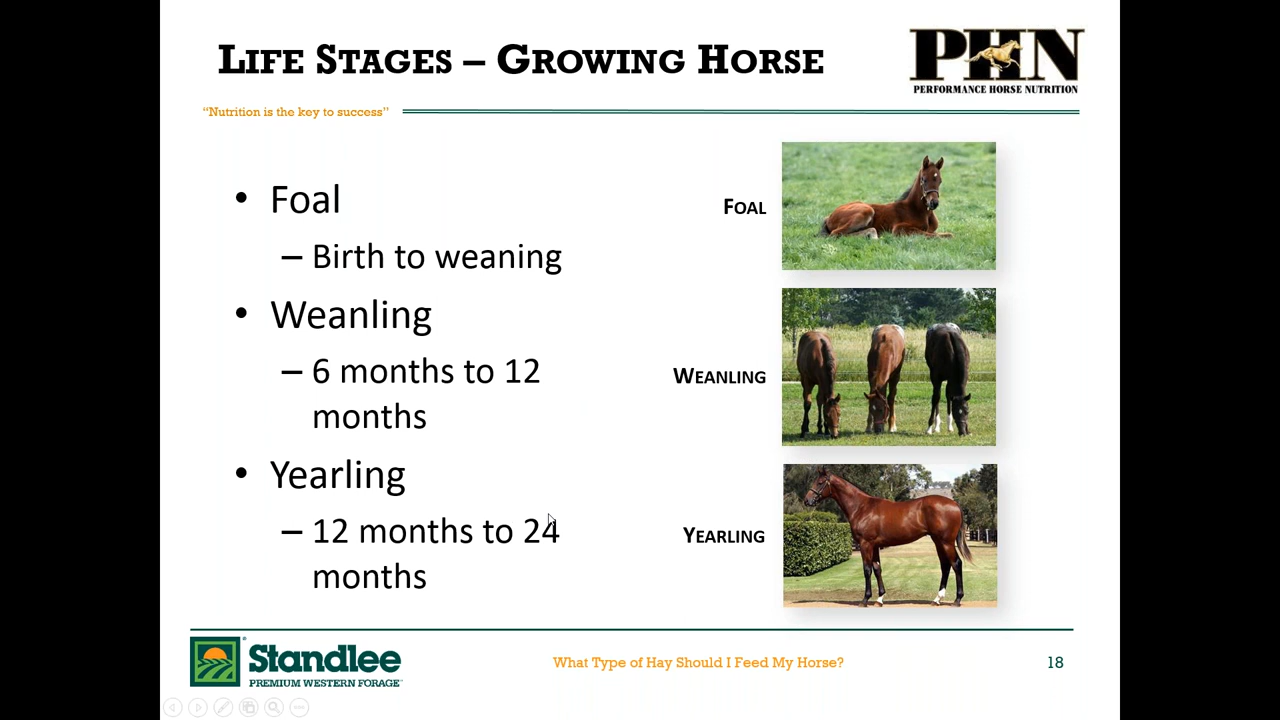 LIFE STAGES – GROWING HORSE
PHN
PERFORMANCE HORSE NUTRITION
“Nutrition is the key to success”
• Foal
– Birth to weaning
• Weanling
– 6 months to 12
months
• Yearling
– 12 months to 24
months
FOAL
WEANLING
YEARLING
Standlee
PREMIUM WESTERN FORAGE
What Type of Hay Should I Feed My Horse?
18